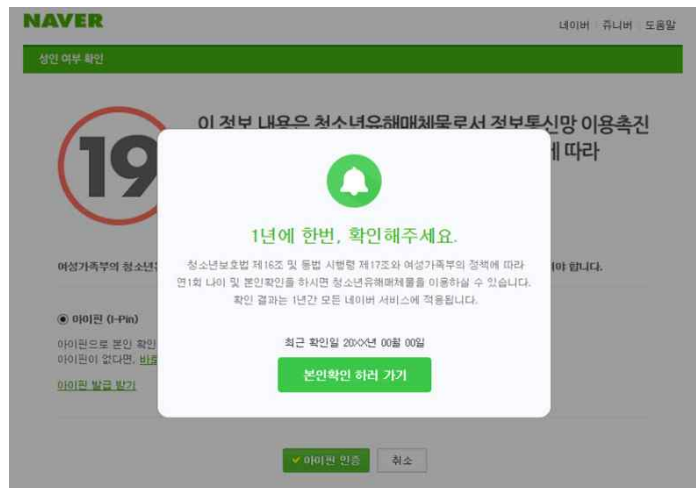 NAVER
네이버 쥬니버 도움말
성인 여부 확인
19
이 정보 내용은 청소년유해매체물로서 정보통신망 이용촉진
에 따라
1년에 한번, 확인해주세요.
청소년보호법 제16조 및 동법 시행령 제17조와 여성가족부의 정책에 따라
연1회 나이 및 본인확인을 하시면 청소년유해매체물을 이용하실 수 있습니다.
확인 결과는 1년간 모든 네이버 서비스에 적용됩니다.
여성가족부의 청소년 야 합니다.
최근 확인일 20XX년 00월 00일
본인확인 하러 가기
아이핀 (I-Pin)
아이핀으로 본인 확인
아이핀이 없다면, 바로
아이핀 발급 받기
아이핀 인증 취소